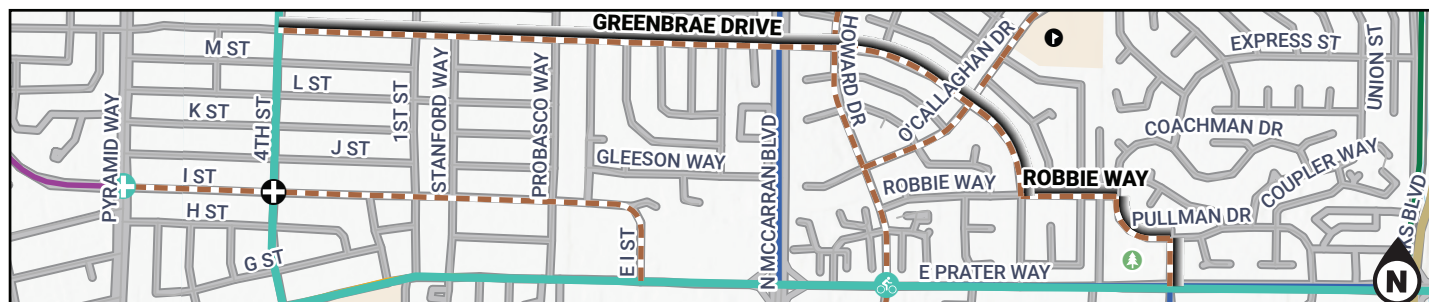 GREENBRAE DRIVE
M ST
L ST
K ST
J ST
I ST
H ST
G ST
PYRAMID WAY
4TH ST
1ST ST
STANFORD WAY
PROBASCO WAY
GLEESON WAY
E I ST
N MCCARRAN BLVD
HOWARD DR
O'CALLAGHAN DR
ROBBIE WAY
ROBBIE WAY
PULLMAN DR
E PRATER WAY
EXPRESS ST
UNION ST
COACHMAN DR
COUPLER WAY
KS BLVD
N